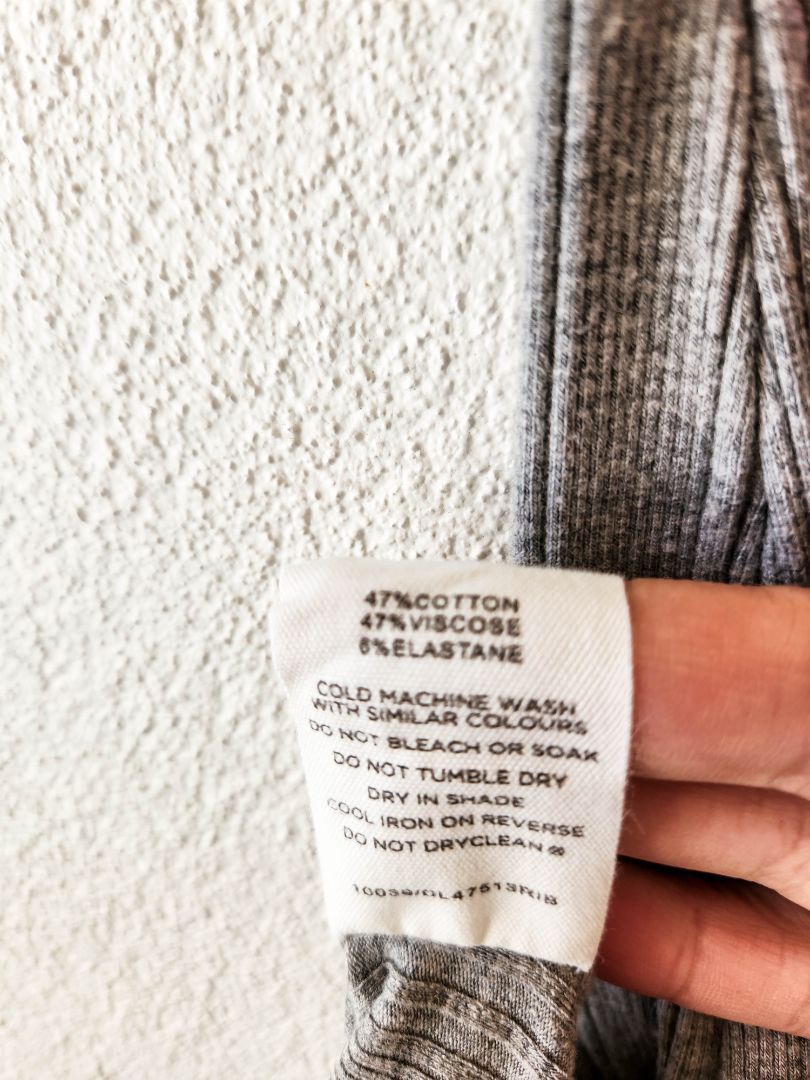 47%COTTON
47%VISCOSE
6%ELASTANE
COLD MACHINE WASH
WITH SIMILAR COLOURS
DO NOT BLEACH OR SOAK
DO NOT TUMBLE DRY
DRY IN SHADE
COOL IRON ON REVERSE
DO NOT DRYCLEAN